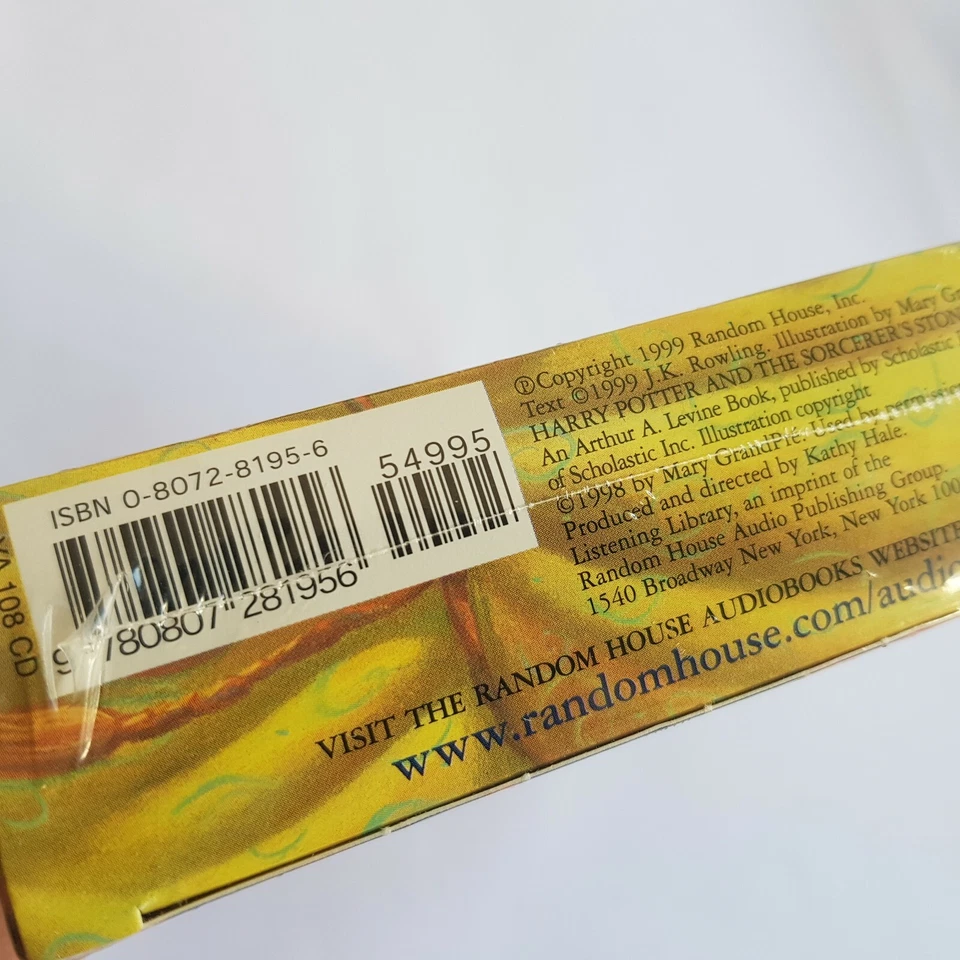 ISBN 0-8072-8195-6
54995
9 780807 281956
YA 108 CD
℗Copyright 1999 Random House, Inc.
Text ©1999 J.K. Rowling. Illustration by Mary
HARRY POTTER AND THE SORCERER'S
An Arthur A. Levine Book, published by Scholastic
of Scholastic Inc. Illustration copyright
©1998 by Mary GrandPré. Used by
Produced and directed by Kathy Hale.
Listening Library, an imprint of the
Random House Audio Publishing Group.
1540 Broadway New York, New York
VISIT THE RANDOM HOUSE AUDIOBOOKS WEBSITE
www.randomhouse.com/audio